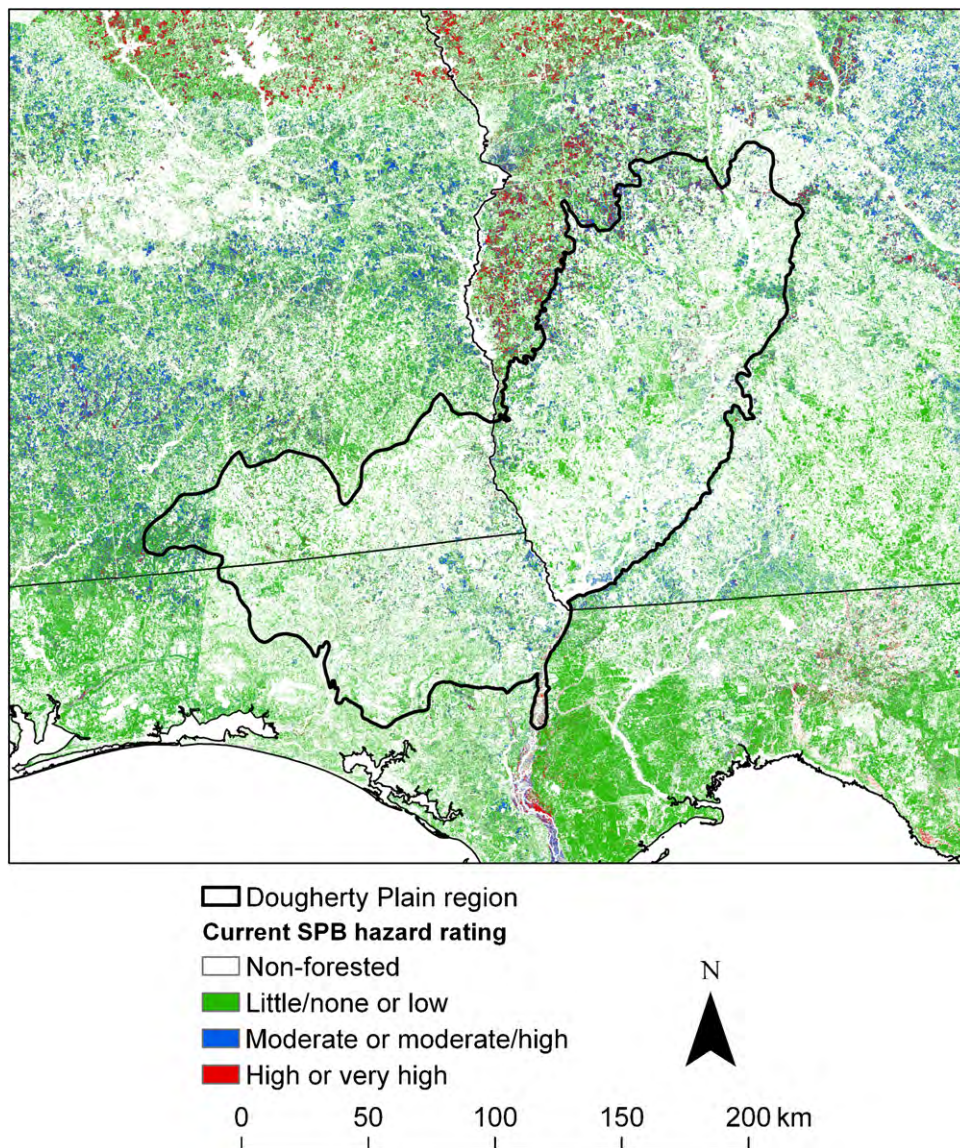 Dougherty Plain region
Current SPB hazard rating
Non-forested
Little/none or low
Moderate or moderate/high
High or very high
N
0 50 100 150 200 km